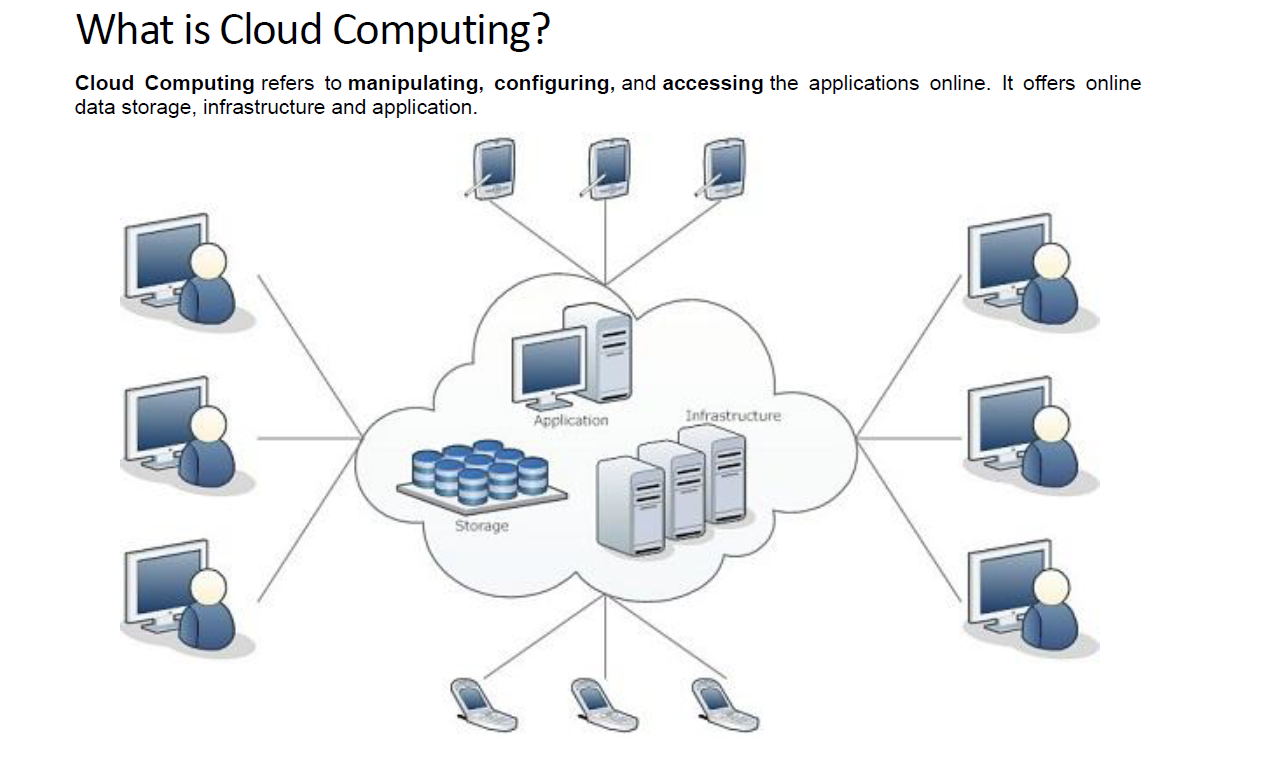 What is Cloud Computing?
Cloud Computing refers to manipulating, configuring, and accessing the applications online. It offers online
data storage, infrastructure and application.
Application
Infrastructure
Storage